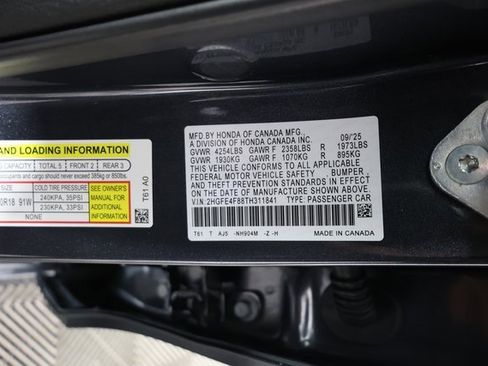 AND LOADING INFORMATION
CAPACITY TOTAL 5 FRONT 2 REAR 3
occupants and cargo should never exceed 385kg or 850lbs.
SIZE COLD TIRE PRESSURE SEE OWNER'S
0R18 91W 240KPA, 35PSI MANUAL FOR
230KPA, 33PSI ADDITIONAL
NONE INFORMATION
T61 A0
MFD.BY HONDA OF CANADA MFG., 09/'25
A DIVISION OF HONDA CANADA INC.
GVWR 4254LBS GAWR F 2358LBS R 1973LBS
GVWR 1930KG GAWR F 1070KG R 895KG
THIS VEHICLE CONFORMS TO ALL APPLICABLE
FEDERAL MOTOR VEHICLE SAFETY, BUMPER
AND THEFT PREVENTION STANDARDS IN EFFECT
ON THE DATE OF MANUFACTURE SHOWN ABOVE.
V.I.N: 2HGFE4F88TH311841 TYPE: PASSENGER CAR
T61 T AJ5 -NH904M -Z -H MADE IN CANADA